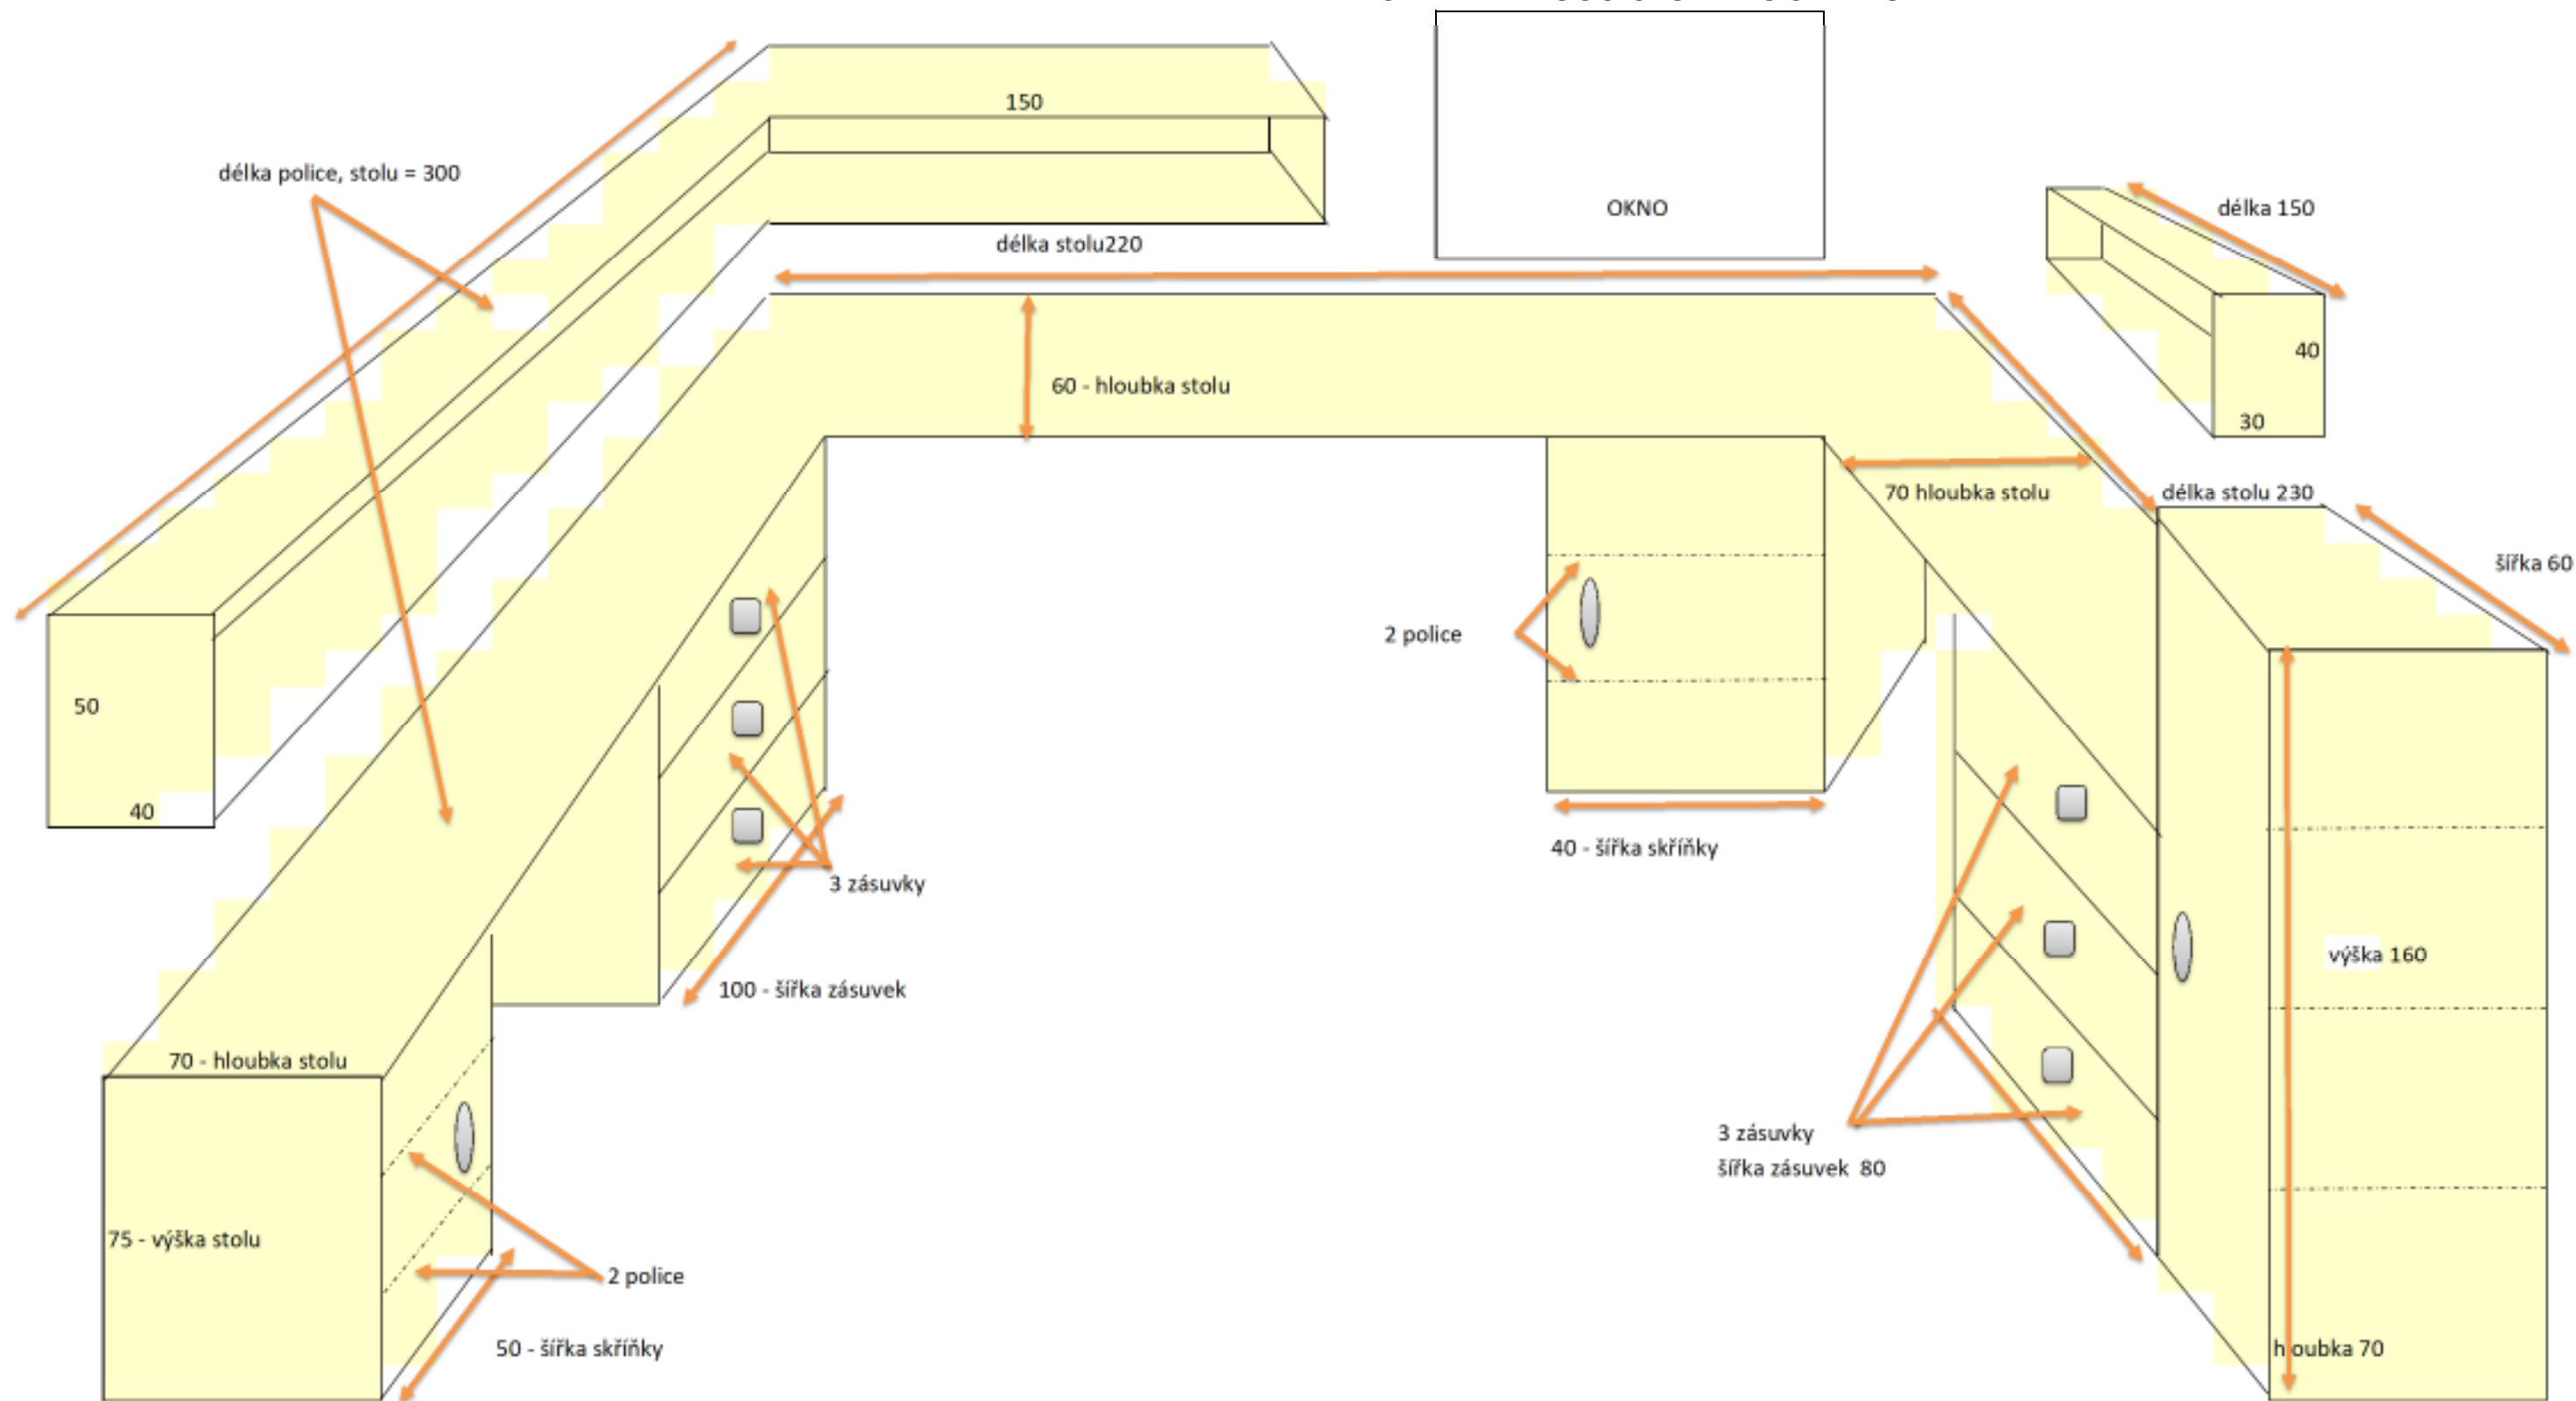 150
délka police, stolu = 300
OKNO
délka 150
délka stolu220
40
60 - hloubka stolu
30
70 hloubka stolu
délka stolu 230
šířka 60
2 police
50
40
40 - šířka skříňky
3 zásuvky
výška 160
100 - šířka zásuvek
70 - hloubka stolu
3 zásuvky
šířka zásuvek 80
75 - výška stolu
2 police
50 - šířka skříňky
hloubka 70